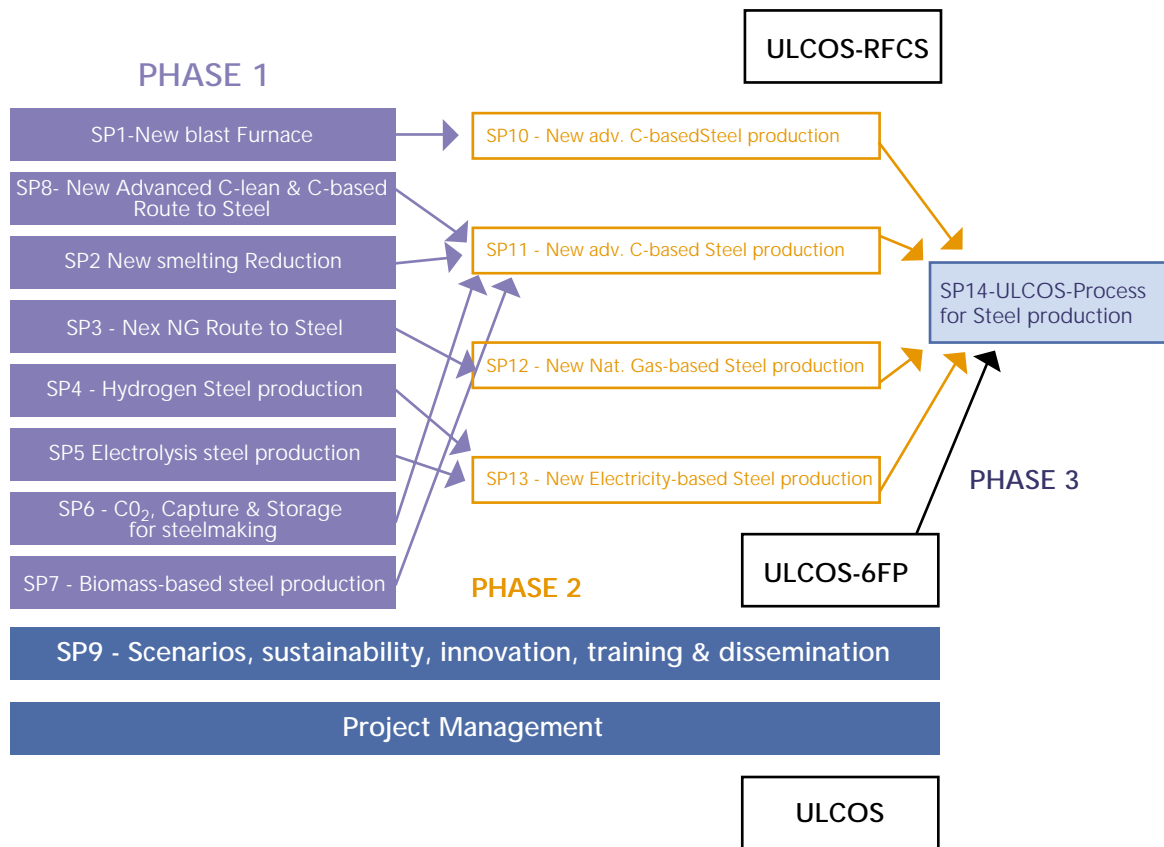 ULCOS-RFCS
PHASE 1
SP1-New blast Furnace
SP10 - New adv. C-basedSteel production
SP8- New Advanced C-lean & C-based
Route to Steel
SP2 New smelting Reduction
SP11 - New adv. C-based Steel production
SP14-ULCOS-Process
for Steel production
SP3 - Nex NG Route to Steel
SP12 - New Nat. Gas-based Steel production
SP4 - Hydrogen Steel production
SP5 Electrolysis steel production
SP13 - New Electricity-based Steel production
PHASE 3
SP6 - C0₂, Capture & Storage
for steelmaking
SP7 - Biomass-based steel production
PHASE 2
ULCOS-6FP
SP9 - Scenarios, sustainability, innovation, training & dissemination
Project Management
ULCOS